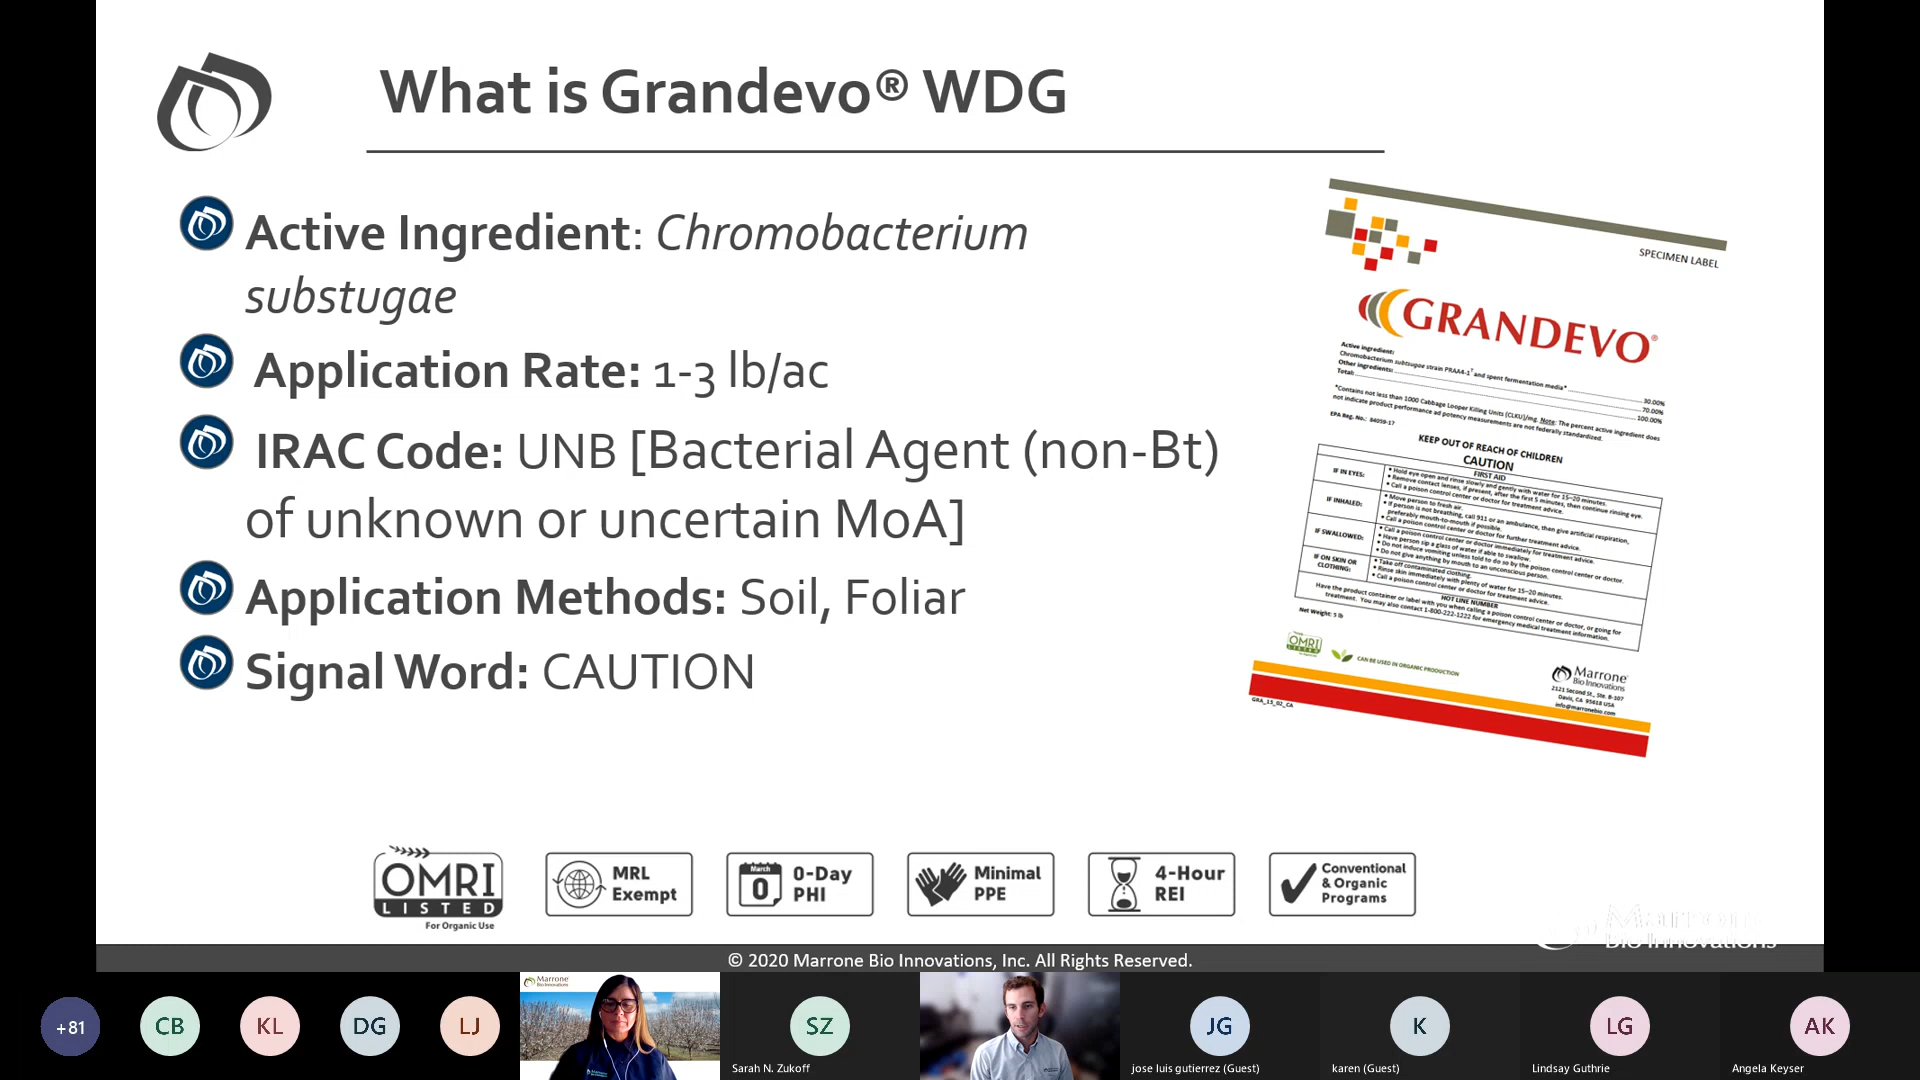 What is Grandevo® WDG
Active Ingredient: Chromobacterium
substugae
Application Rate: 1-3 lb/ac
IRAC Code: UNB [Bacterial Agent (non-Bt)
of unknown or uncertain MoA]
Application Methods: Soil, Foliar
Signal Word: CAUTION
SPECIMEN LABEL
GRANDEVO®
Active ingredient:
Chromobacterium subtsugae strain PRAA4-1ᵀ and spent fermentation media* 30.00%
Other ingredients: 70.00%
Total: 100.00%
*Contains not less than 1000 Cabbage Looper Killing Units (CLKU)/mg. Note: The percent active ingredient does
not indicate product performance ad potency measurements are not federally standardized.
EPA Reg. No.: 84059-17
KEEP OUT OF REACH OF CHILDREN
CAUTION
FIRST AID
IF IN EYES:
• Hold eye open and rinse slowly and gently with water for 15–20 minutes.
• Remove contact lenses, if present, after the first 5 minutes, then continue rinsing eye.
• Call a poison control center or doctor for treatment advice.
IF INHALED:
• Move person to fresh air.
• If person is not breathing, call 911 or an ambulance, then give artificial respiration,
preferably mouth-to-mouth if possible.
• Call a poison control center or doctor for further treatment advice.
IF SWALLOWED:
• Call a poison control center or doctor immediately for treatment advice.
• Have person sip a glass of water if able to swallow.
• Do not induce vomiting unless told to do so by the poison control center or doctor.
• Do not give anything by mouth to an unconscious person.
IF ON SKIN OR
CLOTHING:
• Take off contaminated clothing.
• Rinse skin immediately with plenty of water for 15–20 minutes.
• Call a poison control center or doctor for treatment advice.
HOT LINE NUMBER
Have the product container or label with you when calling a poison control center or doctor, or going for
treatment. You may also contact 1-800-222-1222 for emergency medical treatment information.
Net Weight: 5 lb
OMRI
LISTED
CAN BE USED IN ORGANIC PRODUCTION
Marrone
Bio Innovations
2121 Second St., Ste. B-107
Davis, CA 95618 USA
info@marronebio.com
GRA_13_02_CA
OMRI
LISTED
For Organic Use
MRL
Exempt
March
0
0-Day
PHI
Minimal
PPE
4-Hour
REI
Conventional
& Organic
Programs
Marrone
Bio Innovations
© 2020 Marrone Bio Innovations, Inc. All Rights Reserved.
+81
CB
KL
DG
LJ
Marrone
Bio Innovations
SZ
Sarah N. Zukoff
JG
jose luis gutierrez (Guest)
K
karen (Guest)
LG
Lindsay Guthrie
AK
Angela Keyser